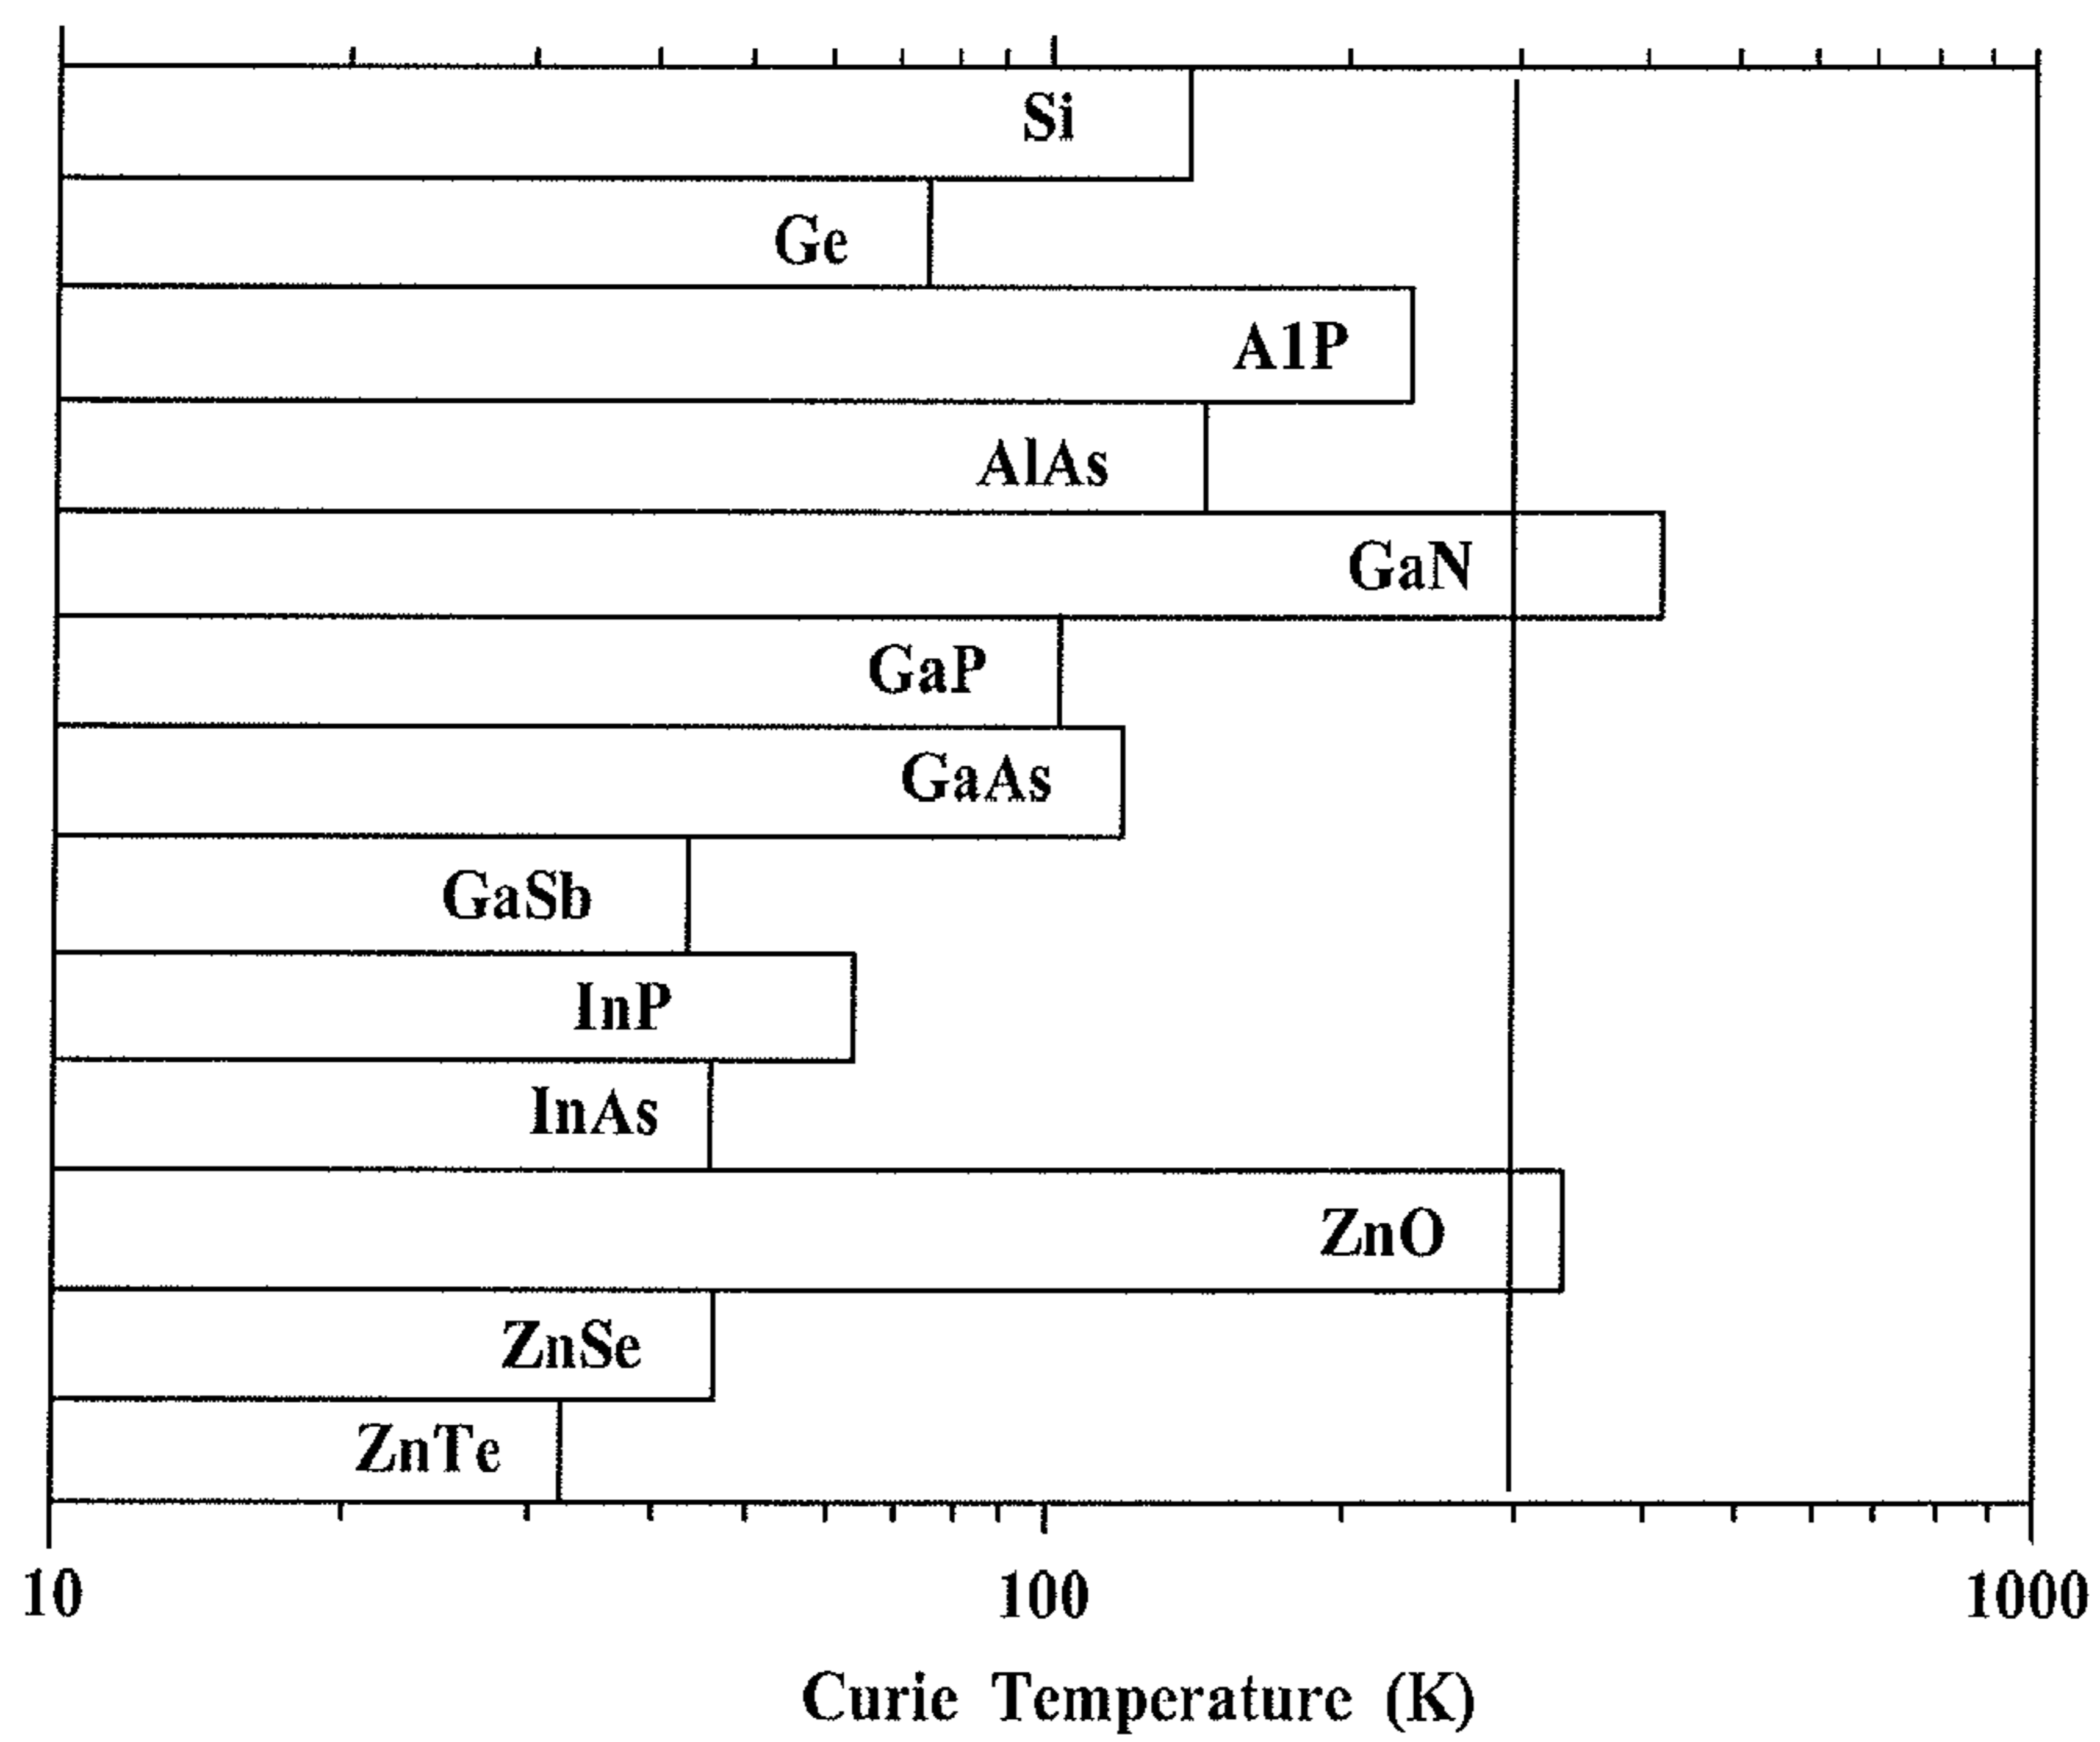 Si
Ge
A1P
AlAs
GaN
GaP
GaAs
GaSb
InP
InAs
ZnO
ZnSe
ZnTe
10 100 1000
Curie Temperature (K)